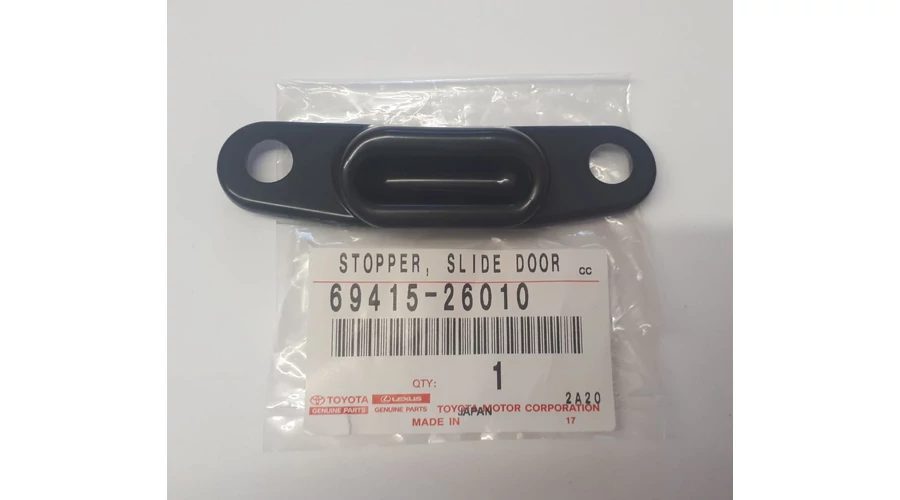 STOPPER, SLIDE DOOR CC
69415-26010
QTY: 1
2A20
TOYOTA LEXUS TOYOTA MOTOR CORPORATION
GENUINE PARTS GENUINE PARTS
MADE IN JAPAN 17